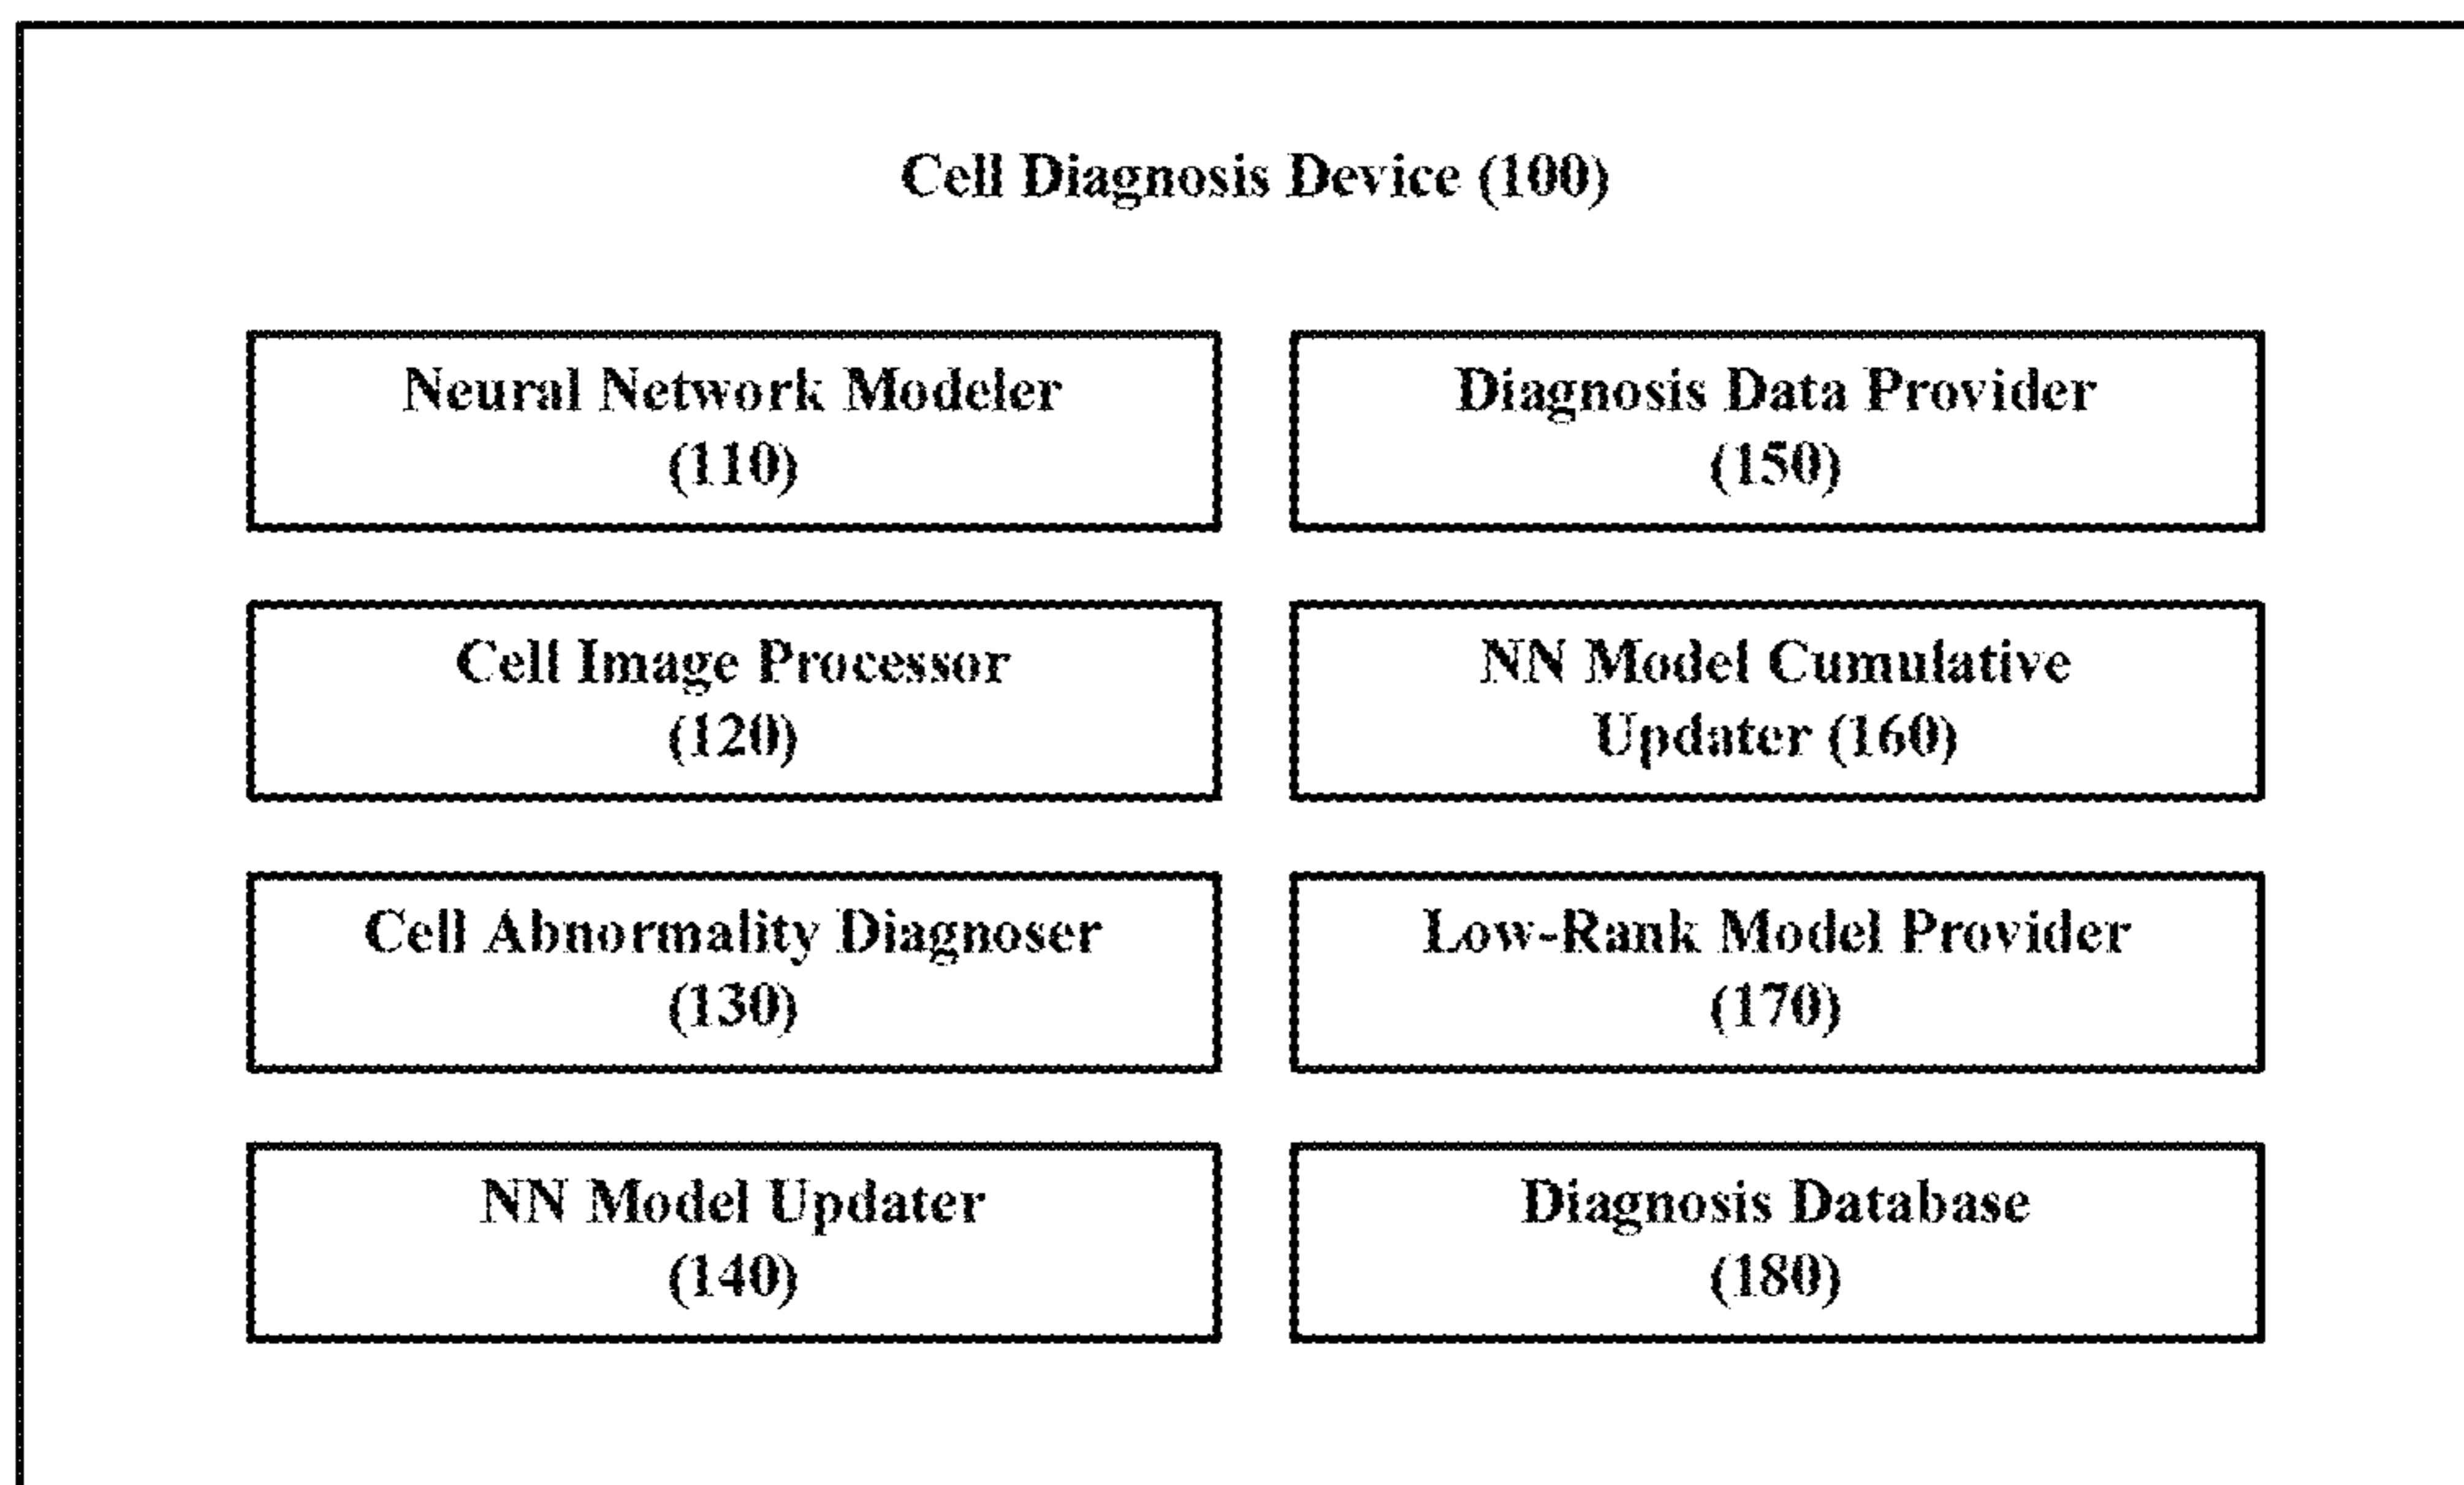 Cell Diagnosis Device (100)
Neural Network Modeler
(110)
Diagnosis Data Provider
(150)
Cell Image Processor
(120)
NN Model Cumulative
Updater (160)
Cell Abnormality Diagnoser
(130)
Low-Rank Model Provider
(170)
NN Model Updater
(140)
Diagnosis Database
(180)